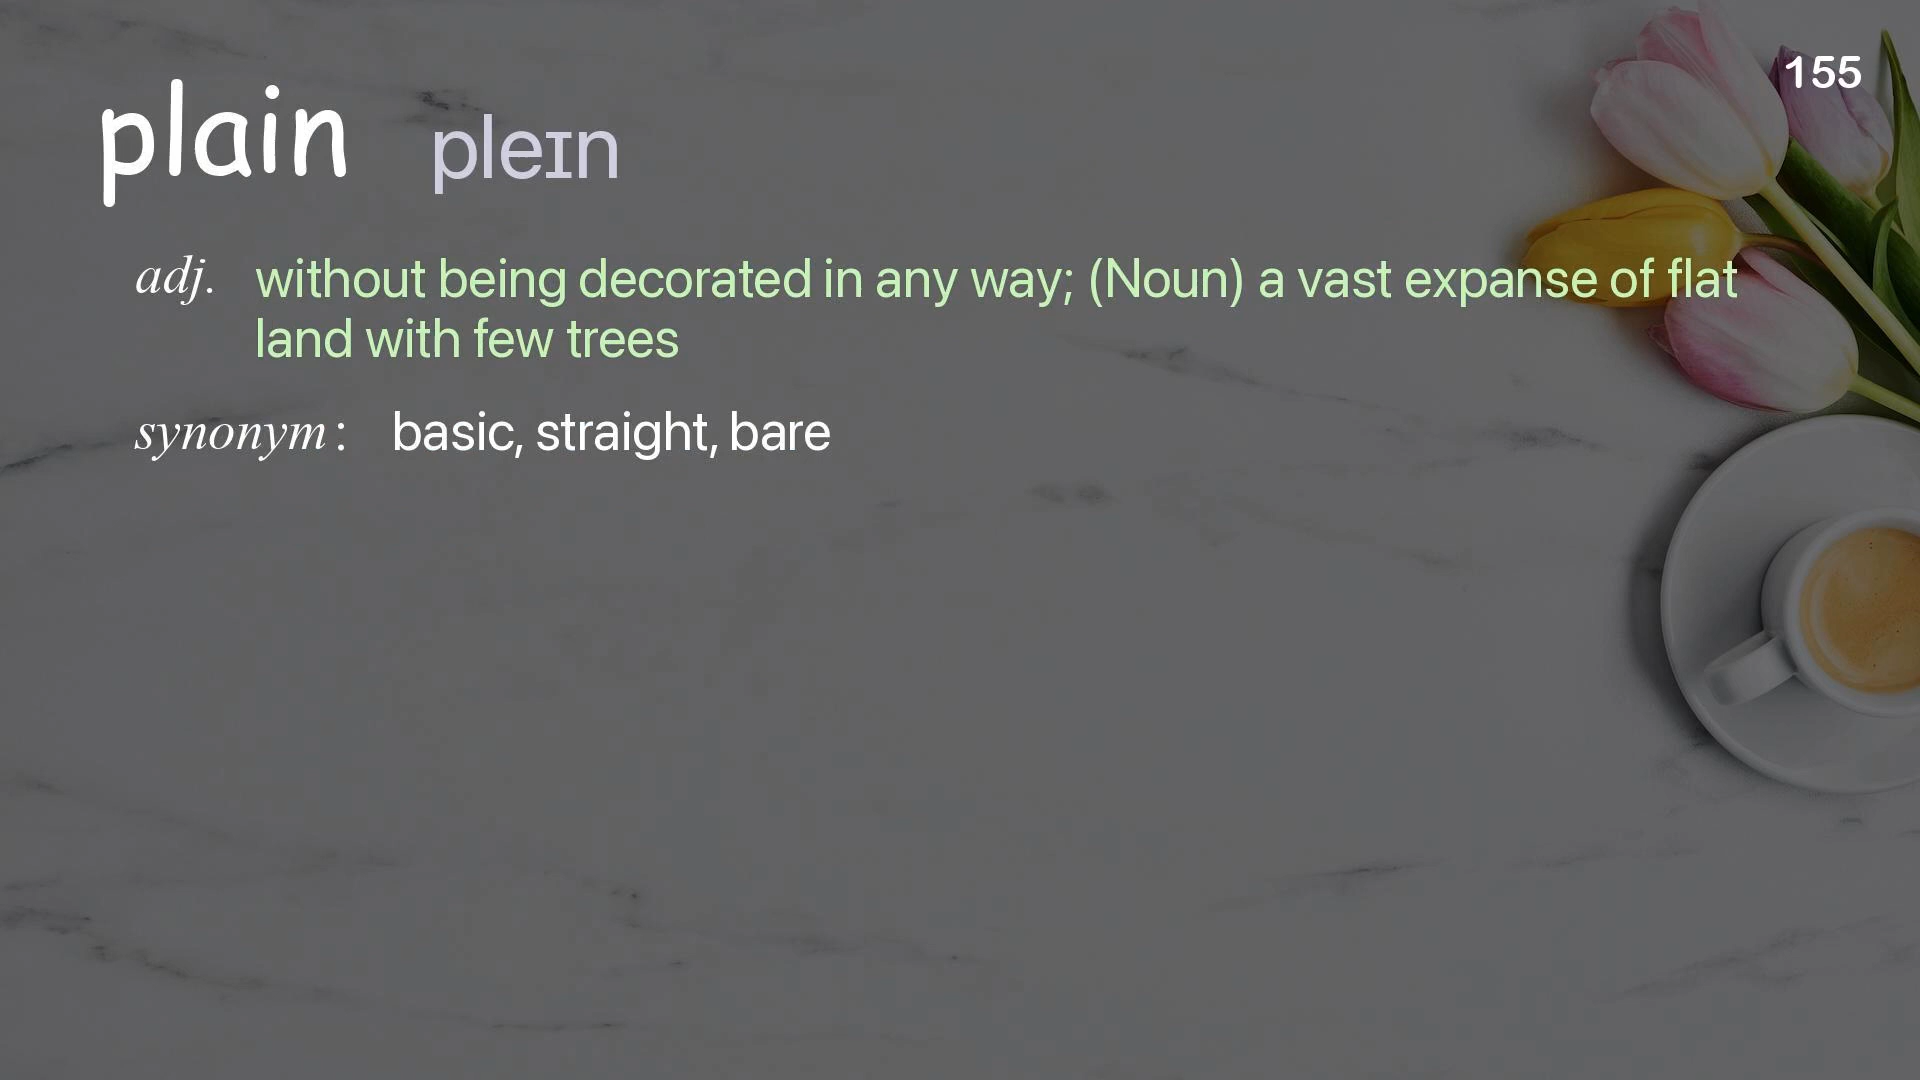 155
plain pleɪn
adj. without being decorated in any way; (Noun) a vast expanse of flat
land with few trees
synonym: basic, straight, bare